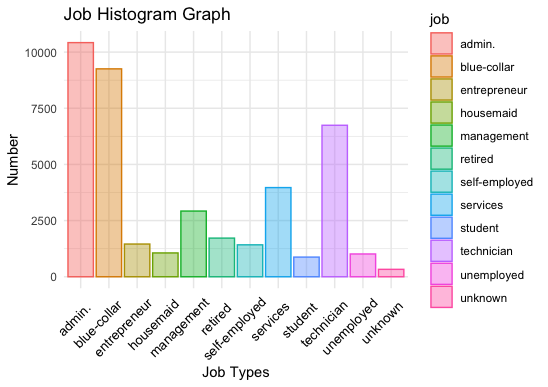 Job Histogram Graph
Number
10000
7500
5000
2500
0
admin.
blue-collar
entrepreneur
housemaid
management
retired
self-employed
services
student
technician
unemployed
unknown
Job Types
job
admin.
blue-collar
entrepreneur
housemaid
management
retired
self-employed
services
student
technician
unemployed
unknown